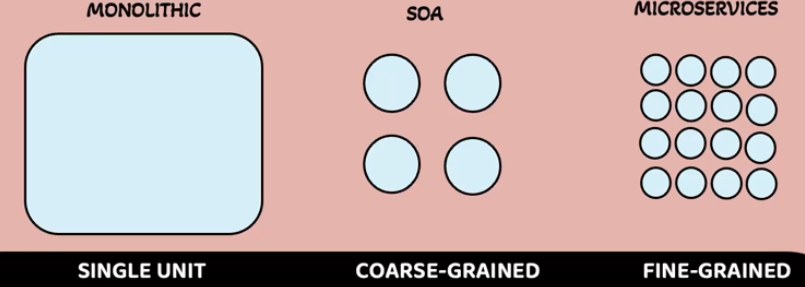 MONOLITHIC
SOA
MICROSERVICES
SINGLE UNIT
COARSE-GRAINED
FINE-GRAINED